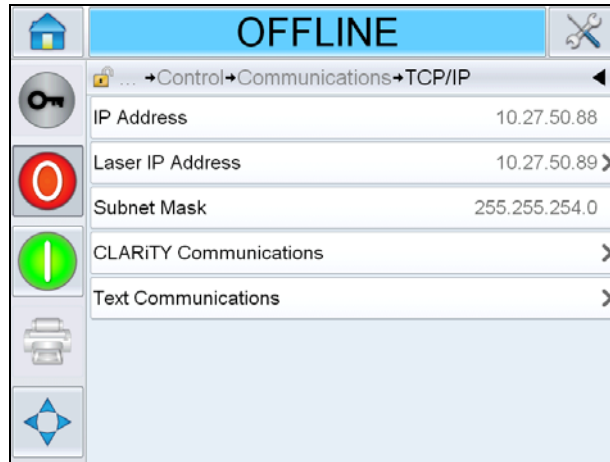 OFFLINE
... →Control→Communications→TCP/IP
IP Address 10.27.50.88
Laser IP Address 10.27.50.89
Subnet Mask 255.255.254.0
CLARiTY Communications
Text Communications